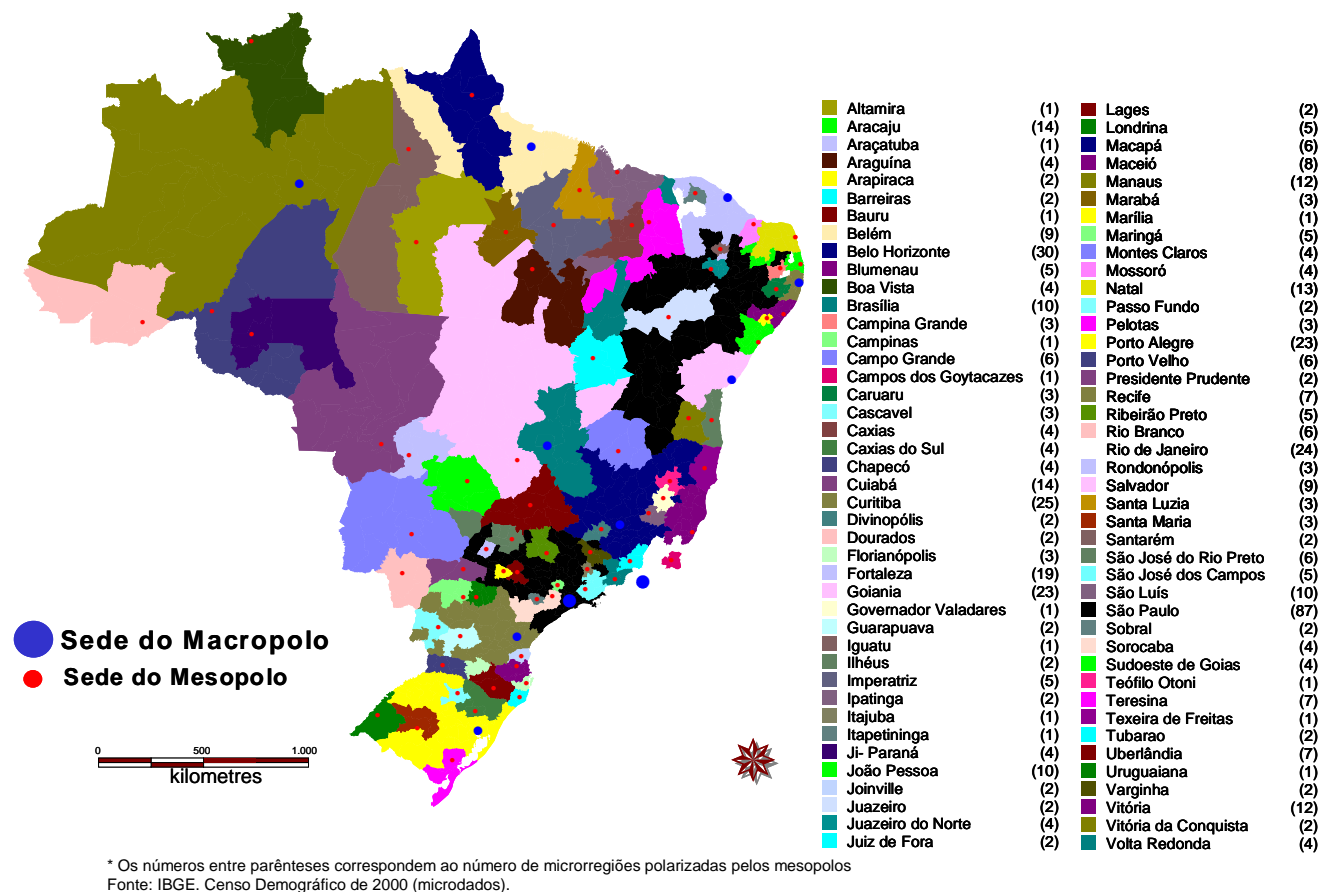 Altamira (1)
Aracaju (14)
Araçatuba (1)
Araguína (4)
Arapiraca (2)
Barreiras (2)
Bauru (1)
Belém (9)
Belo Horizonte (30)
Blumenau (5)
Boa Vista (4)
Brasília (10)
Campina Grande (3)
Campinas (1)
Campo Grande (6)
Campos dos Goytacazes (1)
Caruaru (3)
Cascavel (3)
Caxias (4)
Caxias do Sul (4)
Chapecó (4)
Cuiabá (14)
Curitiba (25)
Divinopólis (2)
Dourados (2)
Florianópolis (3)
Fortaleza (19)
Goiania (23)
Governador Valadares (1)
Guarapuava (2)
Iguatu (1)
Ilhéus (2)
Imperatriz (5)
Ipatinga (2)
Itajuba (1)
Itapetininga (1)
Ji- Paraná (4)
João Pessoa (10)
Joinville (2)
Juazeiro (2)
Juazeiro do Norte (4)
Juiz de Fora (2)
Lages (2)
Londrina (5)
Macapá (6)
Maceió (8)
Manaus (12)
Marabá (3)
Marília (1)
Maringá (5)
Montes Claros (4)
Mossoró (4)
Natal (13)
Passo Fundo (2)
Pelotas (3)
Porto Alegre (23)
Porto Velho (6)
Presidente Prudente (2)
Recife (7)
Ribeirão Preto (5)
Rio Branco (6)
Rio de Janeiro (24)
Rondonópolis (3)
Salvador (9)
Santa Luzia (3)
Santa Maria (3)
Santarém (2)
São José do Rio Preto (6)
São José dos Campos (5)
São Luís (10)
São Paulo (87)
Sobral (2)
Sorocaba (4)
Sudoeste de Goias (4)
Teófilo Otoni (1)
Teresina (7)
Texeira de Freitas (1)
Tubarao (2)
Uberlândia (7)
Uruguaiana (1)
Varginha (2)
Vitória (12)
Vitória da Conquista (2)
Volta Redonda (4)
Sede do Macropolo
Sede do Mesopolo
0 500 1.000
kilometres
* Os números entre parênteses correspondem ao número de microrregiões polarizadas pelos mesopolos
Fonte: IBGE. Censo Demográfico de 2000 (microdados).